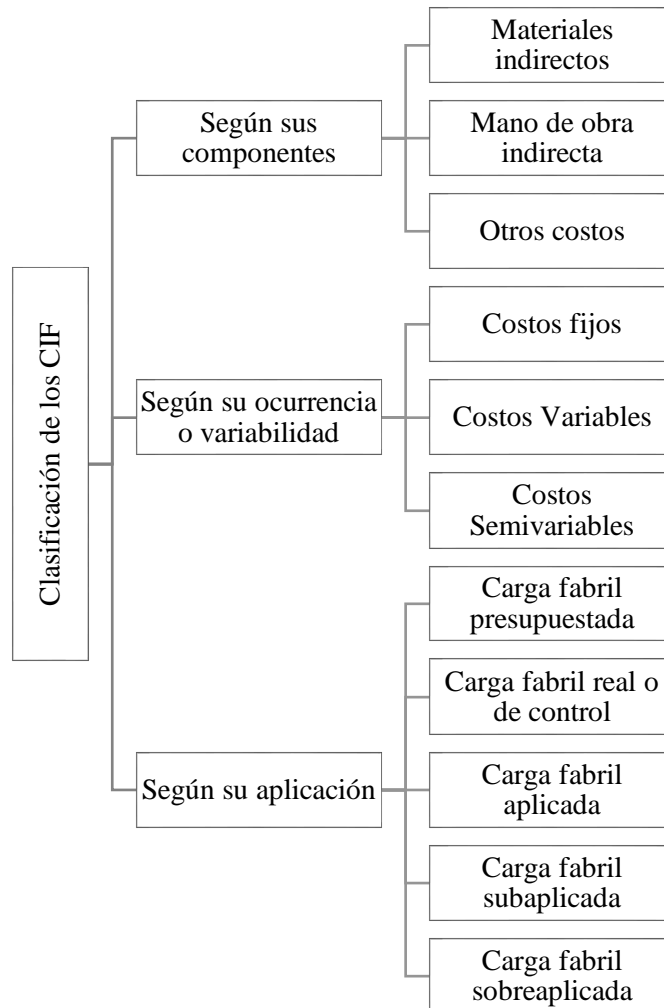 Clasificación de los CIF
Según sus
componentes
Materiales
indirectos
Mano de obra
indirecta
Otros costos
Según su ocurrencia
o variabilidad
Costos fijos
Costos Variables
Costos
Semivariables
Según su aplicación
Carga fabril
presupuestada
Carga fabril real o
de control
Carga fabril
aplicada
Carga fabril
subaplicada
Carga fabril
sobreaplicada